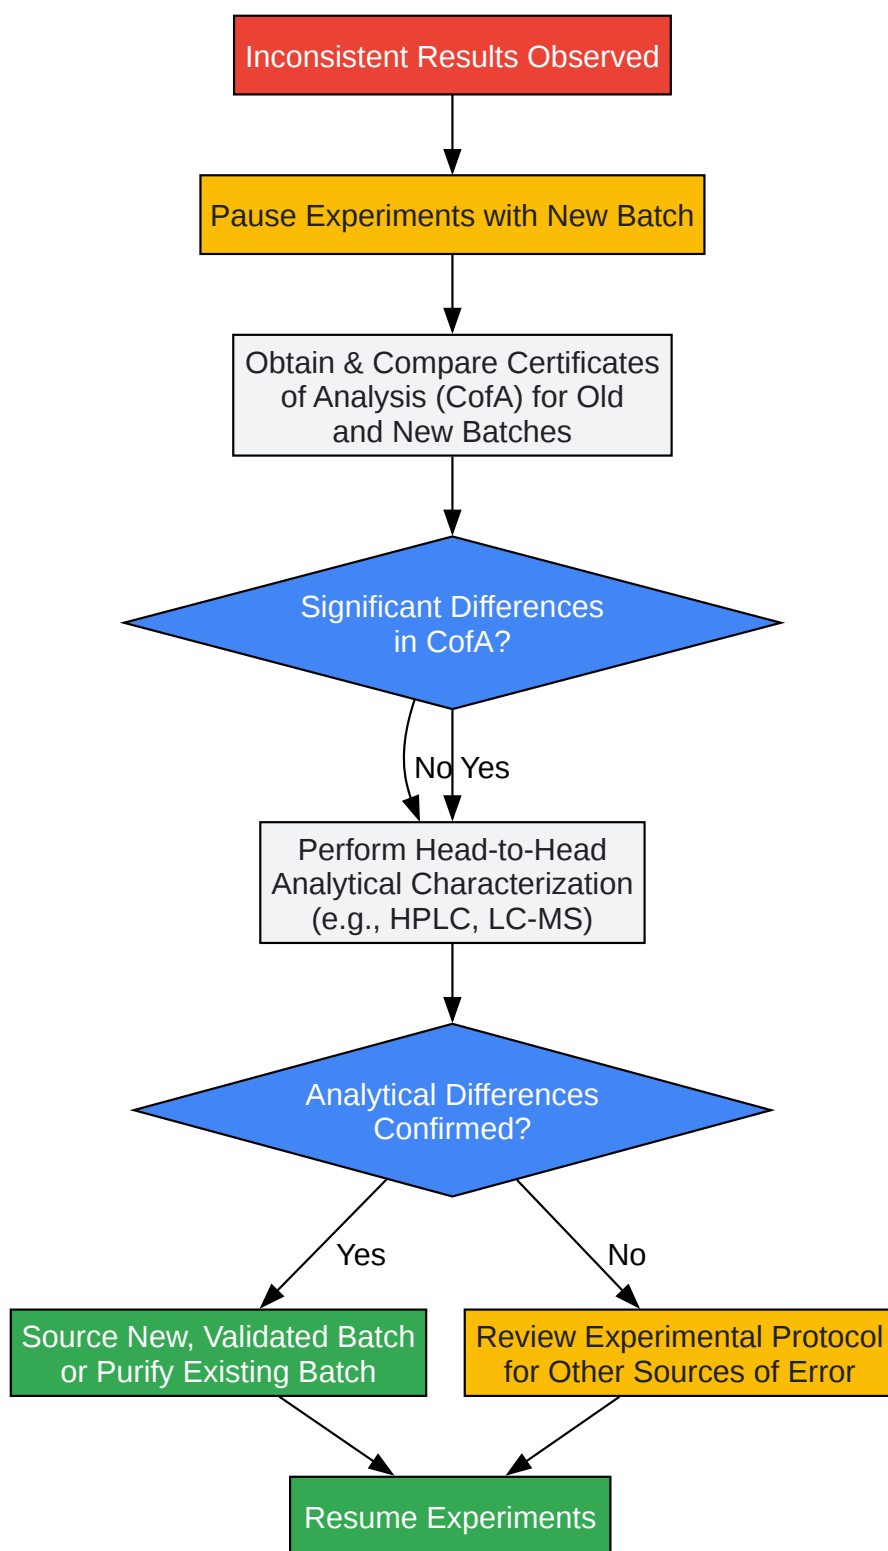 Inconsistent Results Observed
Pause Experiments with New Batch
Obtain & Compare Certificates
of Analysis (CofA) for Old
and New Batches
Significant Differences
in CofA?
No
Yes
Perform Head-to-Head
Analytical Characterization
(e.g., HPLC, LC-MS)
Analytical Differences
Confirmed?
Yes
No
Source New, Validated Batch
or Purify Existing Batch
Review Experimental Protocol
for Other Sources of Error
Resume Experiments